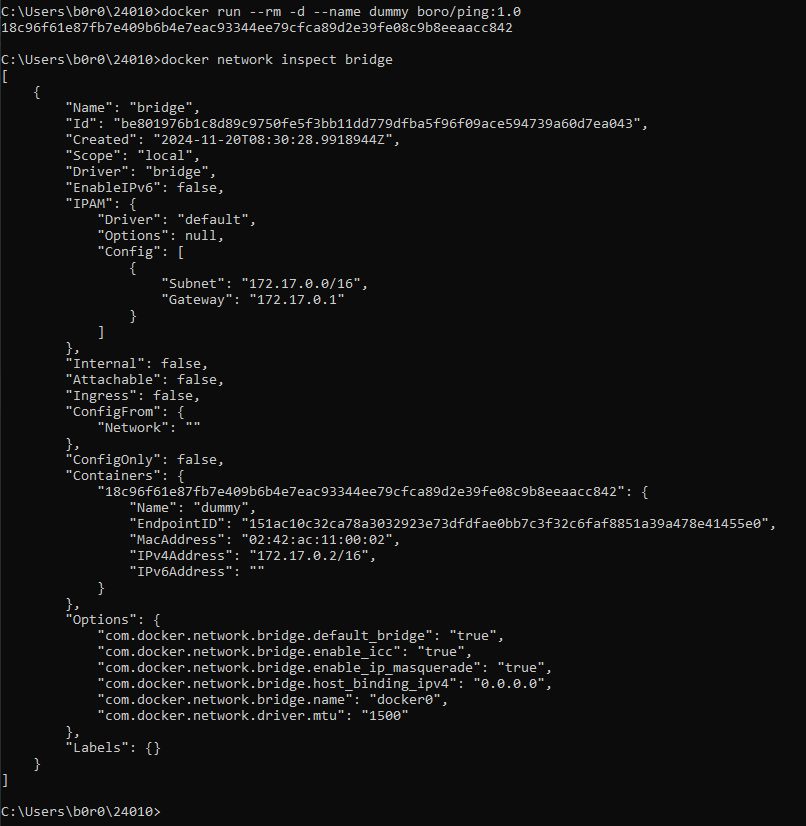 C:\Users\b0r0\24010>docker run --rm -d --name dummy boro/ping:1.0
18c96f61e87fb7e409b6b4e7eac93344ee79cfca89d2e39fe08c9b8eeaacc842

C:\Users\b0r0\24010>docker network inspect bridge
[
    {
        "Name": "bridge",
        "Id": "be801976b1c8d89c9750fe5f3bb11dd779dfba5f96f09ace594739a60d7ea043",
        "Created": "2024-11-20T08:30:28.9918944Z",
        "Scope": "local",
        "Driver": "bridge",
        "EnableIPv6": false,
        "IPAM": {
            "Driver": "default",
            "Options": null,
            "Config": [
                {
                    "Subnet": "172.17.0.0/16",
                    "Gateway": "172.17.0.1"
                }
            ]
        },
        "Internal": false,
        "Attachable": false,
        "Ingress": false,
        "ConfigFrom": {
            "Network": ""
        },
        "ConfigOnly": false,
        "Containers": {
            "18c96f61e87fb7e409b6b4e7eac93344ee79cfca89d2e39fe08c9b8eeaacc842": {
                "Name": "dummy",
                "EndpointID": "151ac10c32ca78a3032923e73dfdfae0bb7c3f32c6faf8851a39a478e41455e0",
                "MacAddress": "02:42:ac:11:00:02",
                "IPv4Address": "172.17.0.2/16",
                "IPv6Address": ""
            }
        },
        "Options": {
            "com.docker.network.bridge.default_bridge": "true",
            "com.docker.network.bridge.enable_icc": "true",
            "com.docker.network.bridge.enable_ip_masquerade": "true",
            "com.docker.network.bridge.host_binding_ipv4": "0.0.0.0",
            "com.docker.network.bridge.name": "docker0",
            "com.docker.network.driver.mtu": "1500"
        },
        "Labels": {}
    }
]

C:\Users\b0r0\24010>